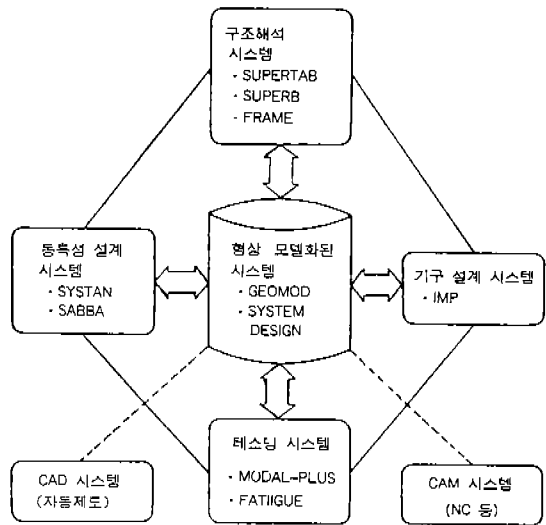 구조해석
시스템
· SUPERTAB
· SUPERB
· FRAME
동특성 설계
시스템
· SYSTAN
· SABBA
형상 모델화된
시스템
· GEOMOD
· SYSTEM
DESIGN
기구 설계 시스템
· IMP
테스팅 시스템
· MODAL-PLUS
· FATIIGUE
CAD 시스템
(자동제도)
CAM 시스템
(NC 등)